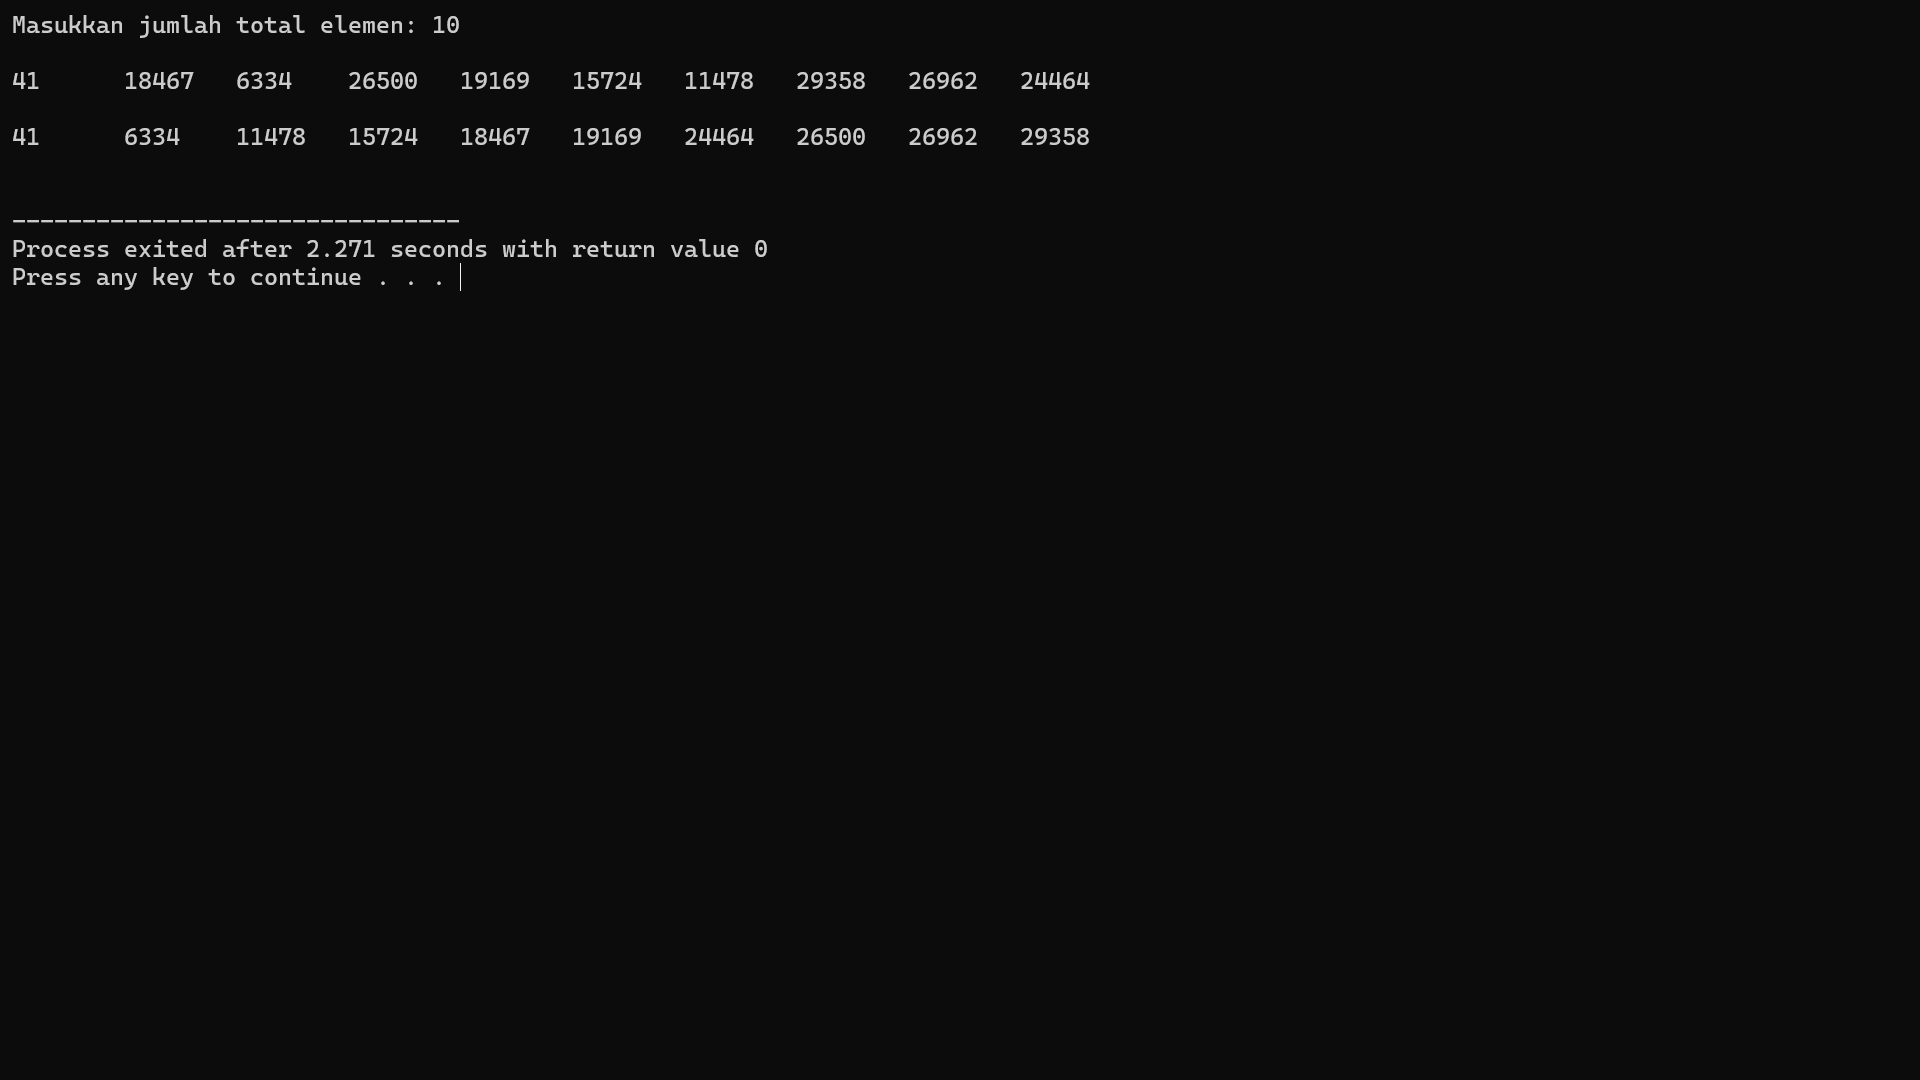 Masukkan jumlah total elemen: 10
41 18467 6334 26500 19169 15724 11478 29358 26962 24464
41 6334 11478 15724 18467 19169 24464 26500 26962 29358
--------------------------------
Process exited after 2.271 seconds with return value 0
Press any key to continue . . .